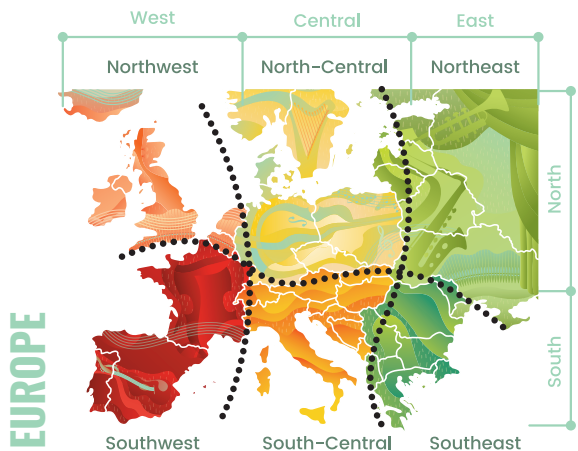 West
Central
East
Northwest
North-Central
Northeast
North
South
EUROPE
Southwest
South-Central
Southeast